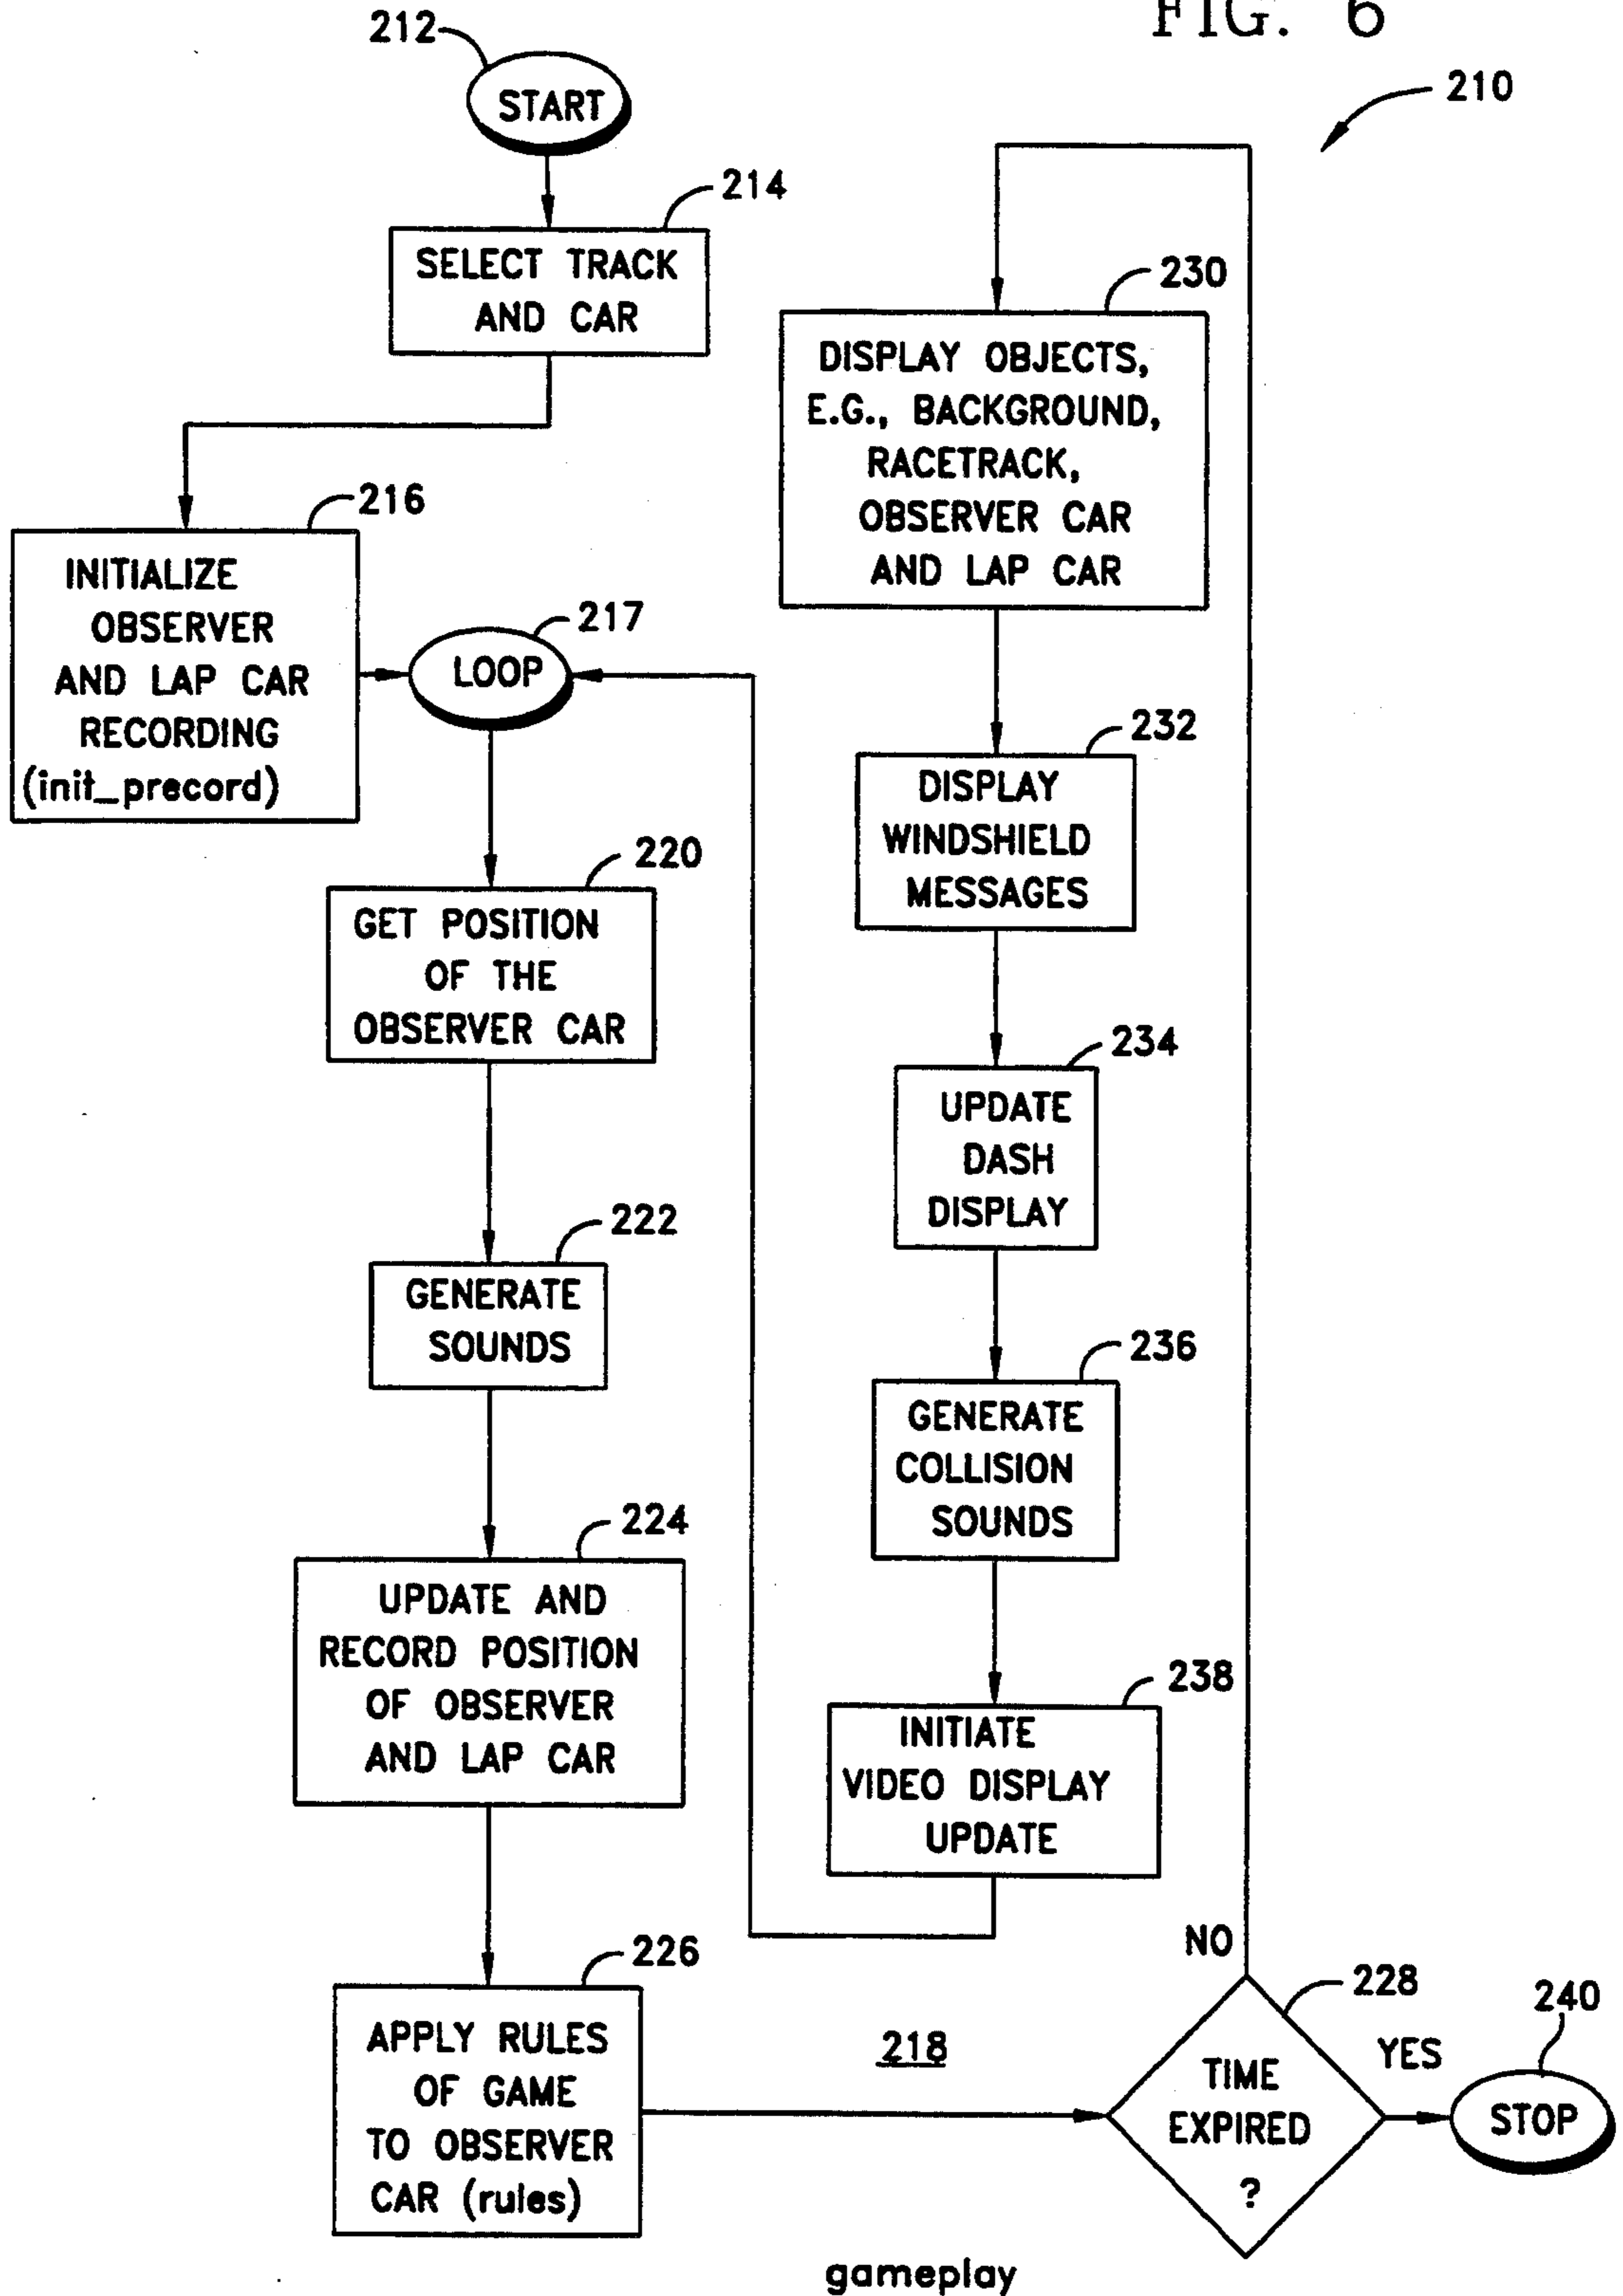 FIG. 6
210
212
START
214
SELECT TRACK
AND CAR
216
INITIALIZE
OBSERVER
AND LAP CAR
RECORDING
(init_precord)
217
LOOP
220
GET POSITION
OF THE
OBSERVER CAR
222
GENERATE
SOUNDS
224
UPDATE AND
RECORD POSITION
OF OBSERVER
AND LAP CAR
226
APPLY RULES
OF GAME
TO OBSERVER
CAR (rules)
218
228
TIME
EXPIRED
?
NO
YES
240
STOP
230
DISPLAY OBJECTS,
E.G., BACKGROUND,
RACETRACK,
OBSERVER CAR
AND LAP CAR
232
DISPLAY
WINDSHIELD
MESSAGES
234
UPDATE
DASH
DISPLAY
236
GENERATE
COLLISION
SOUNDS
238
INITIATE
VIDEO DISPLAY
UPDATE
gameplay